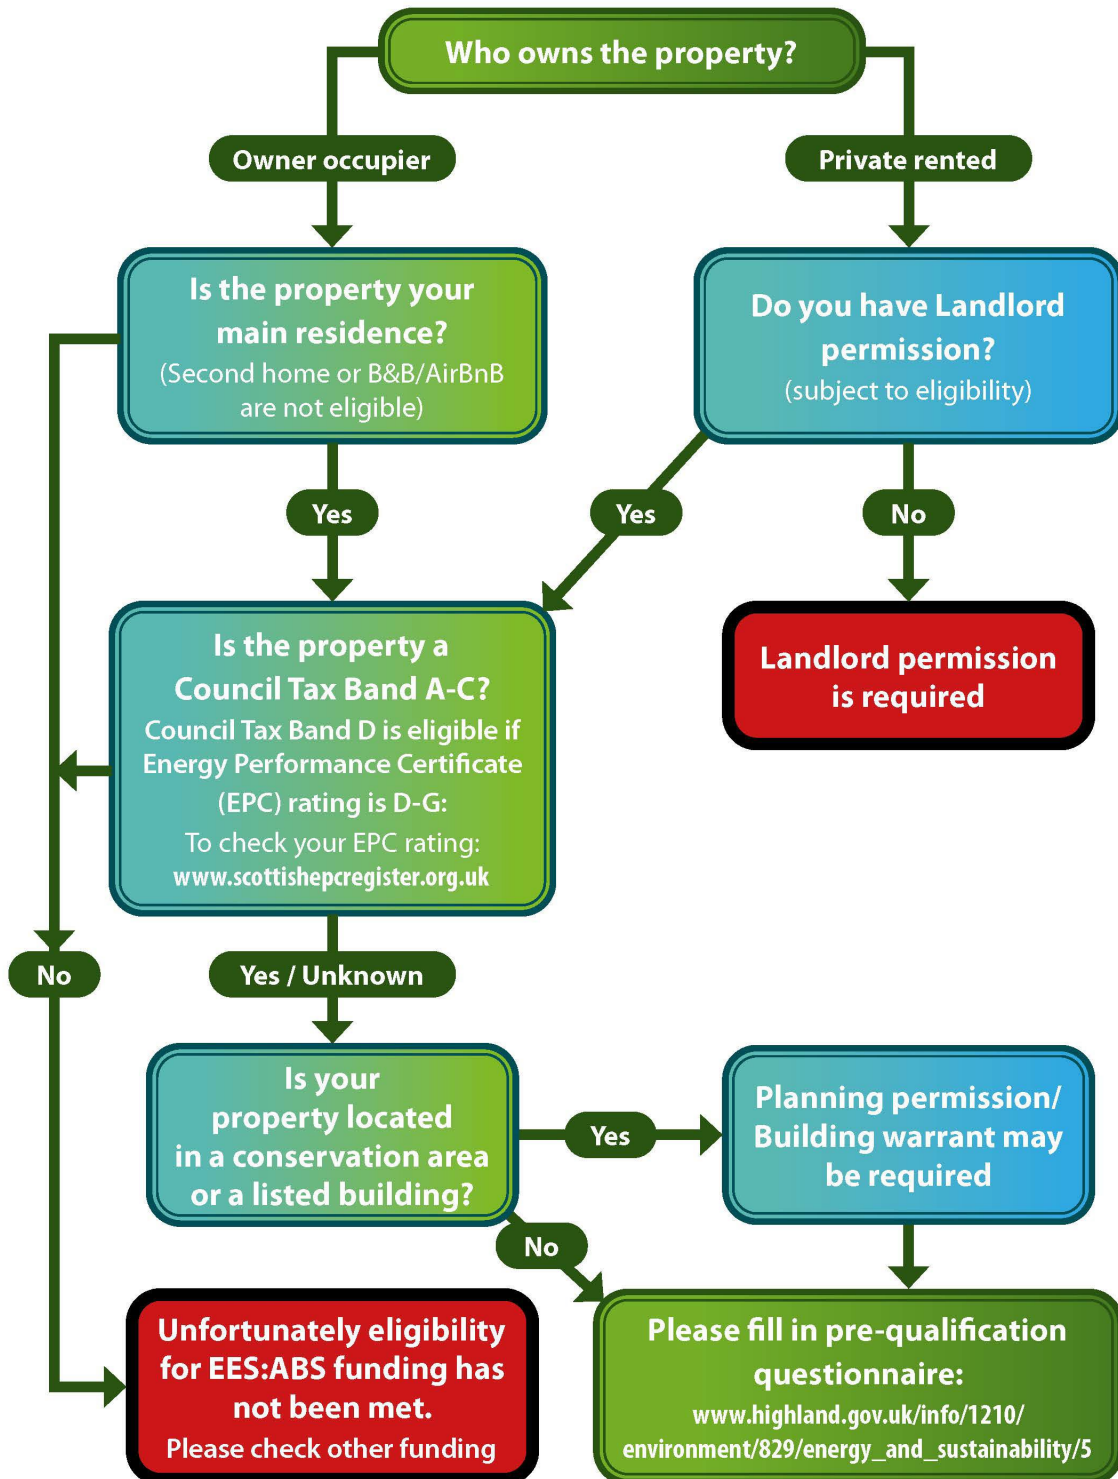 Who owns the property?
Owner occupier
Private rented
Is the property your
main residence?
(Second home or B&B/AirBnB
are not eligible)
Do you have Landlord
permission?
(subject to eligibility)
Yes
Yes
No
Is the property a
Council Tax Band A-C?
Council Tax Band D is eligible if
Energy Performance Certificate
(EPC) rating is D-G:
To check your EPC rating:
www.scottishepcregister.org.uk
Landlord permission
is required
No
Yes / Unknown
Is your
property located
in a conservation area
or a listed building?
Yes
Planning permission/
Building warrant may
be required
No
Unfortunately eligibility
for EES:ABS funding has
not been met.
Please check other funding
Please fill in pre-qualification
questionnaire:
www.highland.gov.uk/info/1210/
environment/829/energy_and_sustainability/5